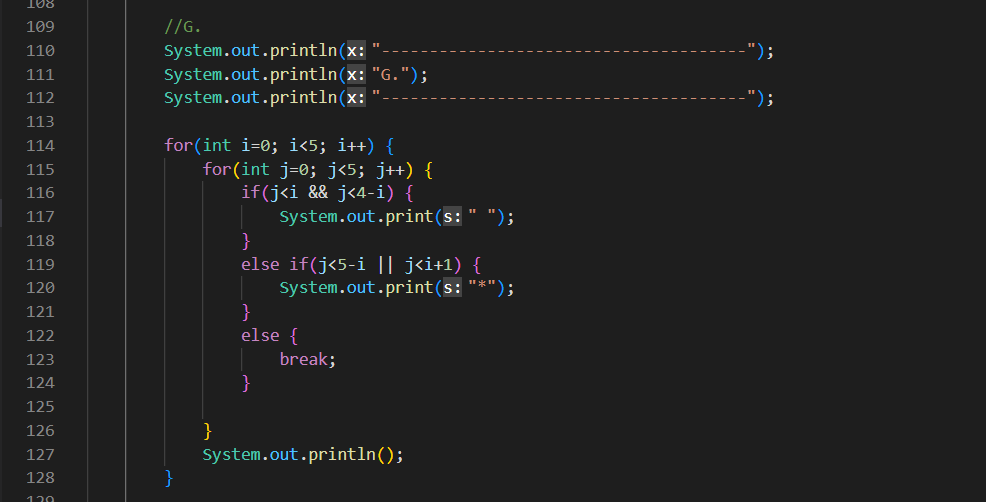 108
109 //G.
110 System.out.println(x: "--------------------------------------");
111 System.out.println(x: "G.");
112 System.out.println(x: "--------------------------------------");
113
114 for(int i=0; i<5; i++) {
115 for(int j=0; j<5; j++) {
116 if(j<i && j<4-i) {
117 System.out.print(s: " ");
118 }
119 else if(j<5-i || j<i+1) {
120 System.out.print(s: "*");
121 }
122 else {
123 break;
124 }
125
126 }
127 System.out.println();
128 }
129